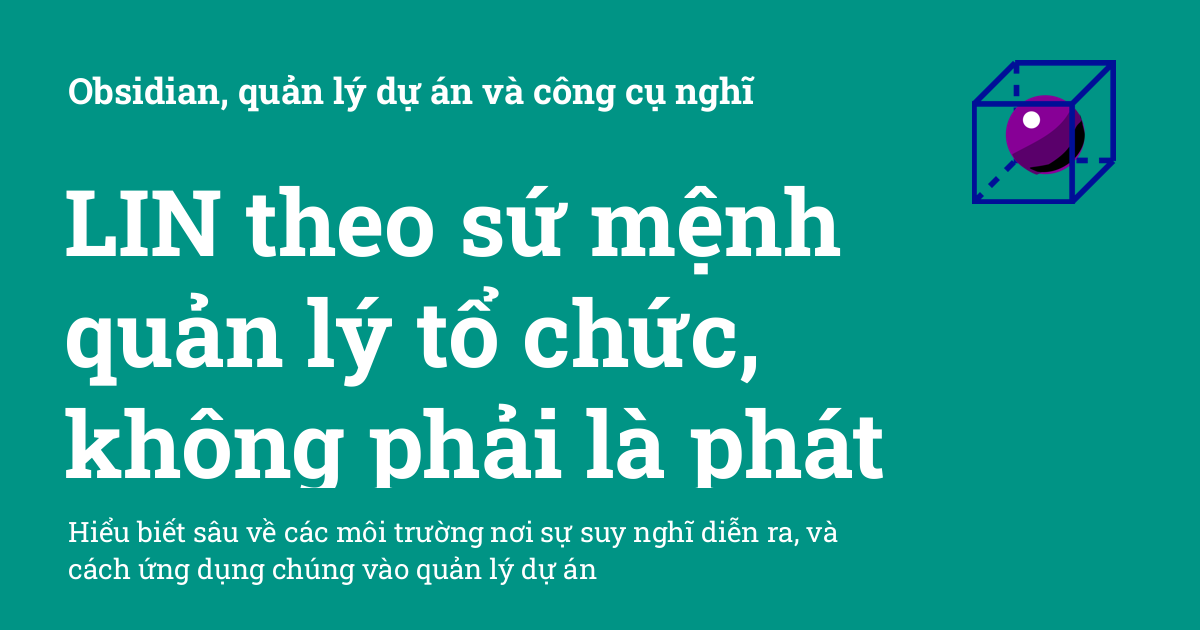 Obsidian, quản lý dự án và công cụ nghĩ
LIN theo sứ mệnh
quản lý tổ chức,
không phải là phát
Hiểu biết sâu về các môi trường nơi sự suy nghĩ diễn ra, và
cách ứng dụng chúng vào quản lý dự án